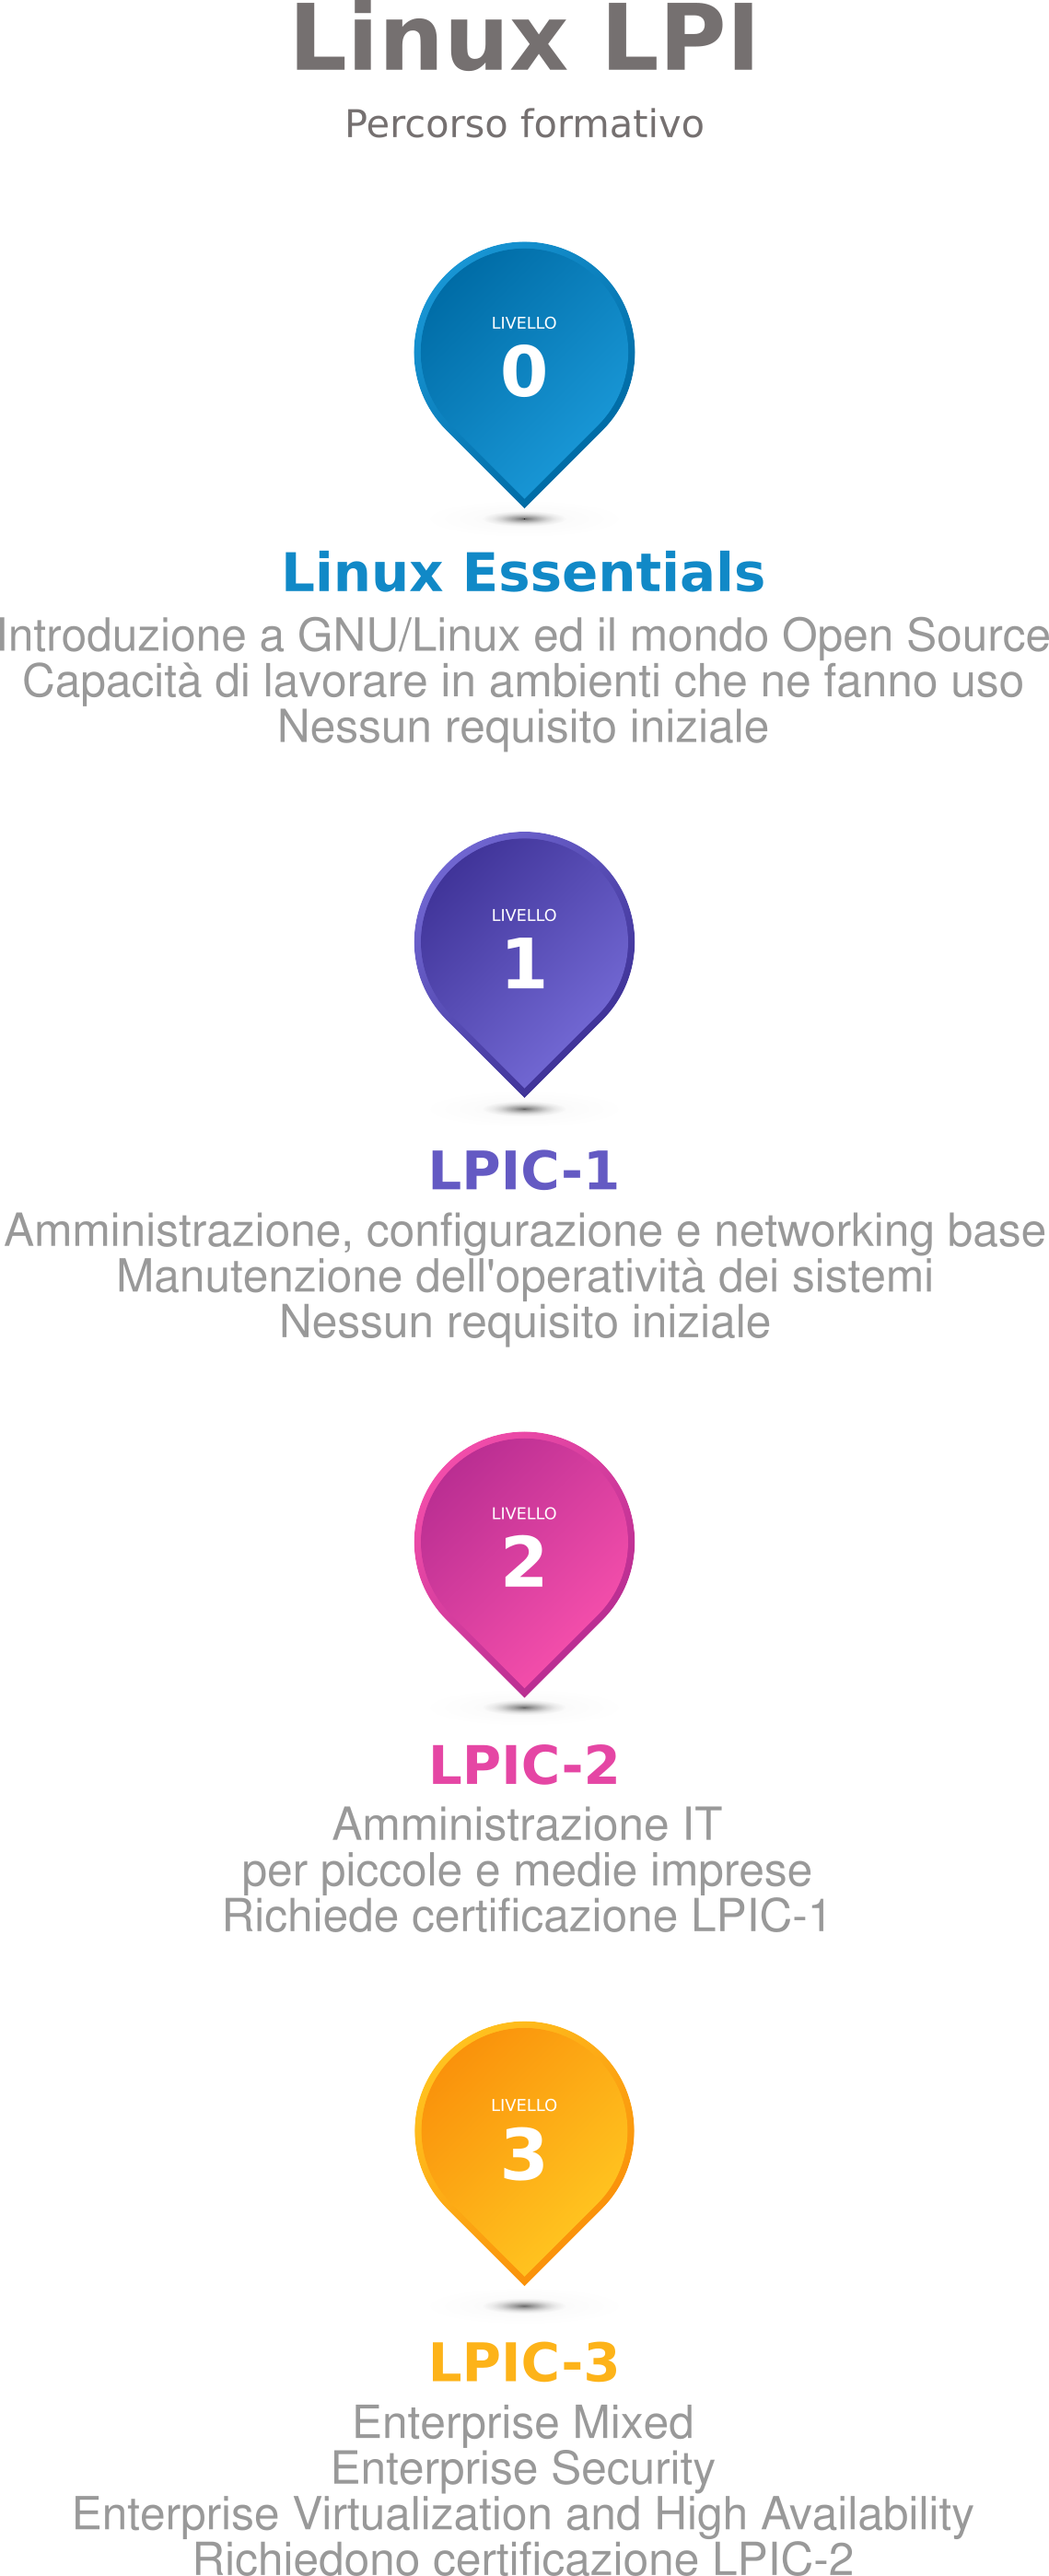 Linux LPI
Percorso formativo
LIVELLO
0
Linux Essentials
Introduzione a GNU/Linux ed il mondo Open Source
Capacità di lavorare in ambienti che ne fanno uso
Nessun requisito iniziale
LIVELLO
1
LPIC-1
Amministrazione, configurazione e networking base
Manutenzione dell'operatività dei sistemi
Nessun requisito iniziale
LIVELLO
2
LPIC-2
Amministrazione IT
per piccole e medie imprese
Richiede certificazione LPIC-1
LIVELLO
3
LPIC-3
Enterprise Mixed
Enterprise Security
Enterprise Virtualization and High Availability
Richiedono certificazione LPIC-2